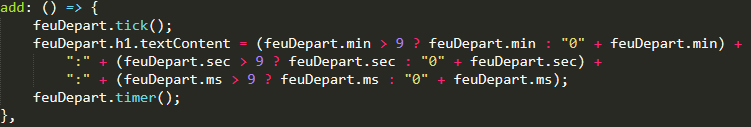 add: () => {
feuDepart.tick();
feuDepart.h1.textContent = (feuDepart.min > 9 ? feuDepart.min : "0" + feuDepart.min) +
":" + (feuDepart.sec > 9 ? feuDepart.sec : "0" + feuDepart.sec) +
":" + (feuDepart.ms > 9 ? feuDepart.ms : "0" + feuDepart.ms);
feuDepart.timer();
},